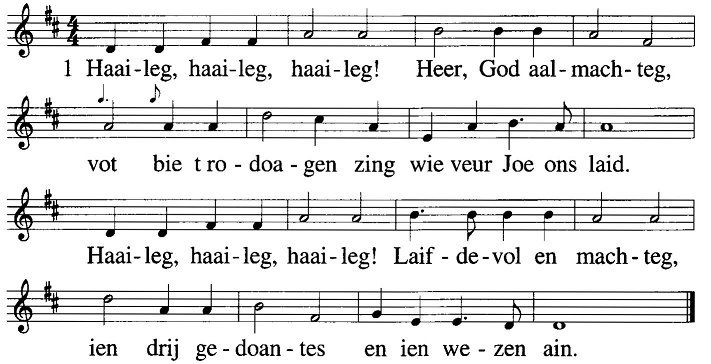 1 Haai-leg, haai-leg, haai-leg! Heer, God aal-mach-teg,
vot bie t ro-doa-gen zing wie veur Joe ons laid.
Haai-leg, haai-leg, haai-leg! Laif-de-vol en mach-teg,
ien drij ge-doan-tes en ien we-zen ain.